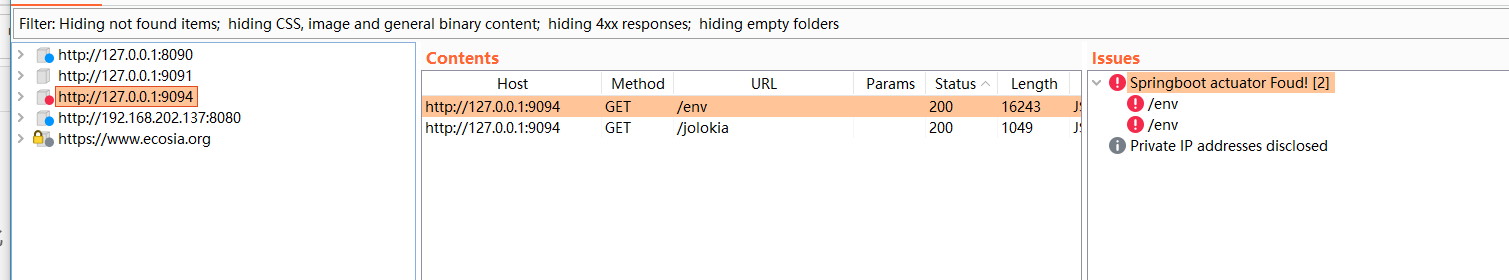 Filter: Hiding not found items; hiding CSS, image and general binary content; hiding 4xx responses; hiding empty folders
http://127.0.0.1:8090
http://127.0.0.1:9091
http://127.0.0.1:9094
http://192.168.202.137:8080
https://www.ecosia.org
Contents
Host Method URL Params Status Length
http://127.0.0.1:9094 GET /env 200 16243
http://127.0.0.1:9094 GET /jolokia 200 1049
Issues
Springboot actuator Foud! [2]
/env
/env
Private IP addresses disclosed